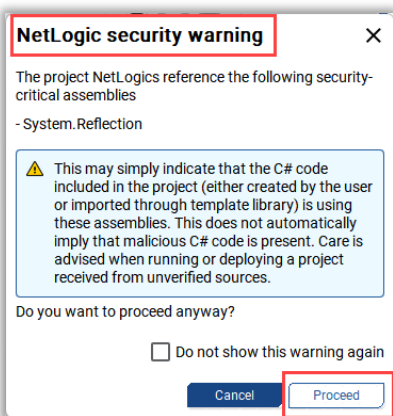 NetLogic security warning
The project NetLogics reference the following security-
critical assemblies
- System.Reflection
This may simply indicate that the C# code
included in the project (either created by the user
or imported through template library) is using
these assemblies. This does not automatically
imply that malicious C# code is present. Care is
advised when running or deploying a project
received from unverified sources.
Do you want to proceed anyway?
Do not show this warning again
Cancel Proceed